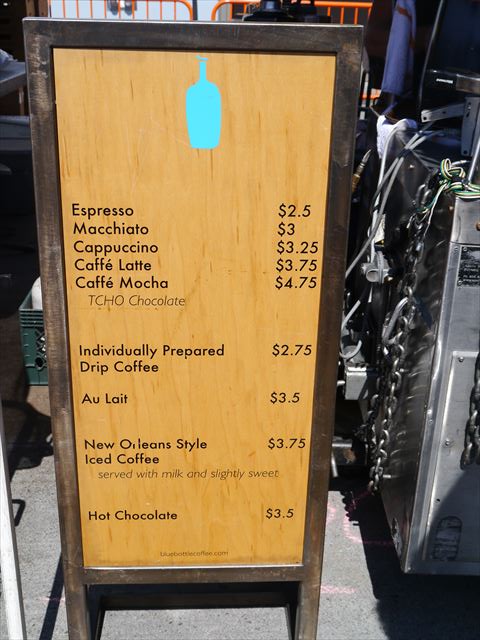 Espresso $2.5
Macchiato $3
Cappuccino $3.25
Caffé Latte $3.75
Caffé Mocha $4.75
TCHO Chocolate
Individually Prepared $2.75
Drip Coffee
Au Lait $3.5
New Orleans Style $3.75
Iced Coffee
served with milk and slightly sweet
Hot Chocolate $3.5
bluebottlecoffee.com